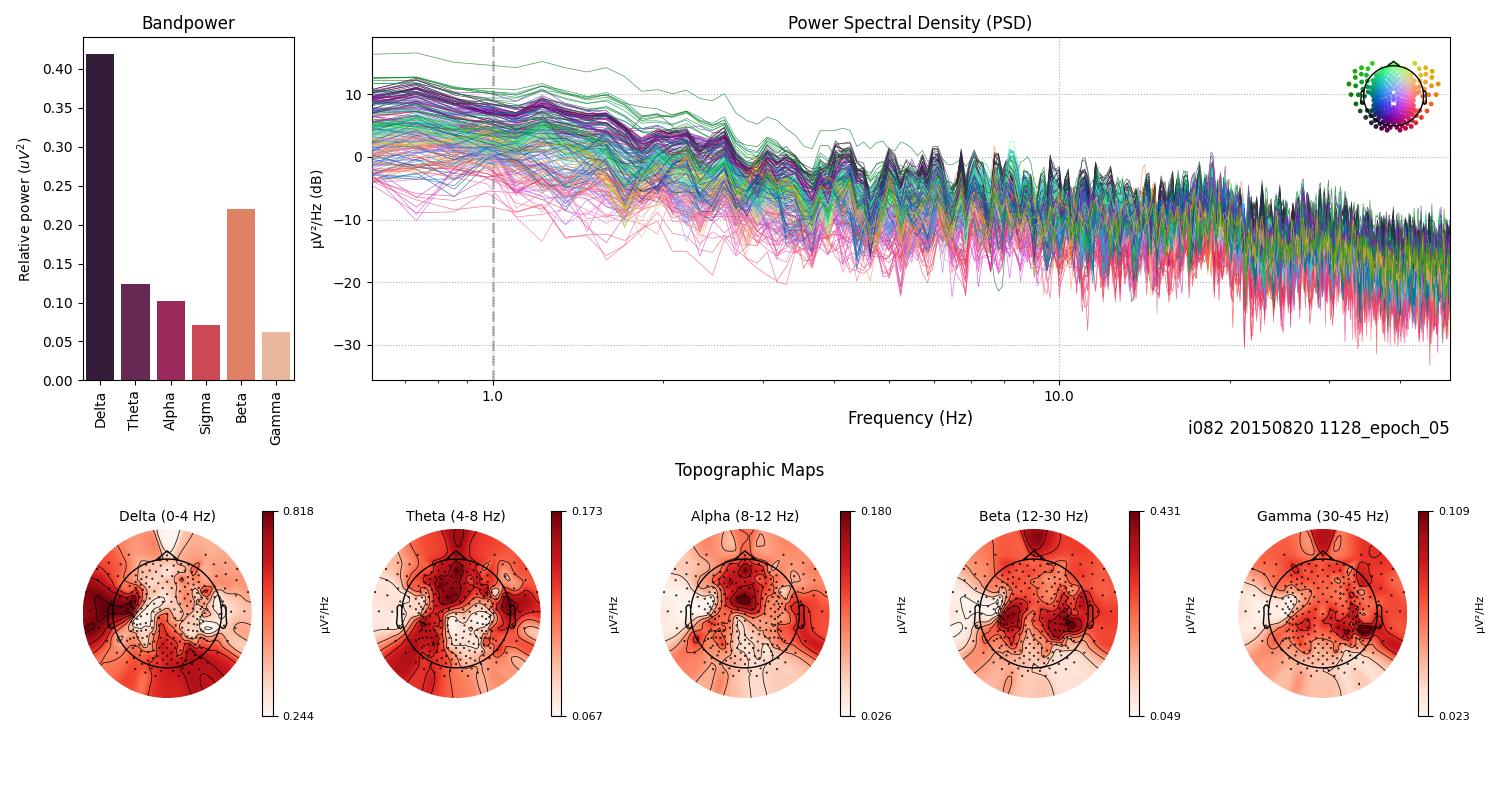 Bandpower
Power Spectral Density (PSD)
Relative power (uV²)
0.40
0.35
0.30
0.25
0.20
0.15
0.10
0.05
0.00
Delta
Theta
Alpha
Sigma
Beta
Gamma
µV²/Hz (dB)
10
0
−10
−20
−30
1.0
10.0
Frequency (Hz)
i082 20150820 1128_epoch_05
Topographic Maps
Delta (0-4 Hz)
0.818
0.244
µV²/Hz
Theta (4-8 Hz)
0.173
0.067
µV²/Hz
Alpha (8-12 Hz)
0.180
0.026
µV²/Hz
Beta (12-30 Hz)
0.431
0.049
µV²/Hz
Gamma (30-45 Hz)
0.109
0.023
µV²/Hz